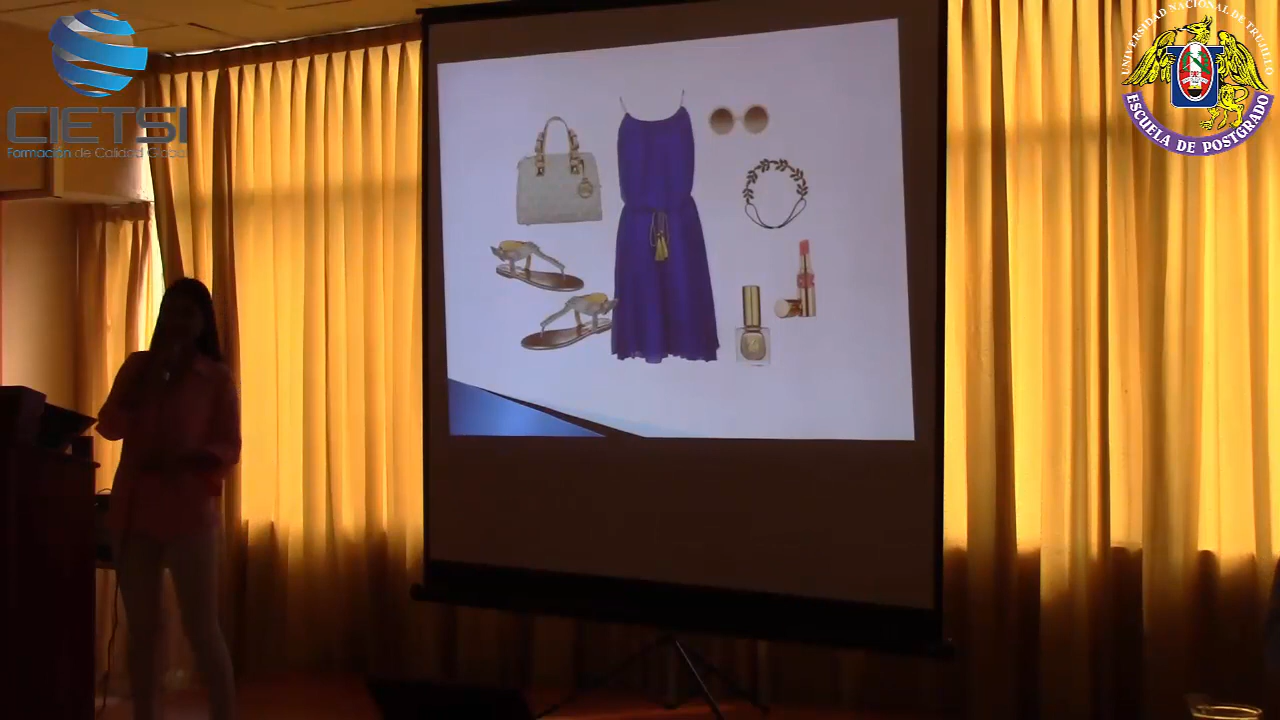 CIETSI
Formación de Calidad Global
UNIVERSIDAD NACIONAL DE TRUJILLO
ESCUELA DE POSTGRADO